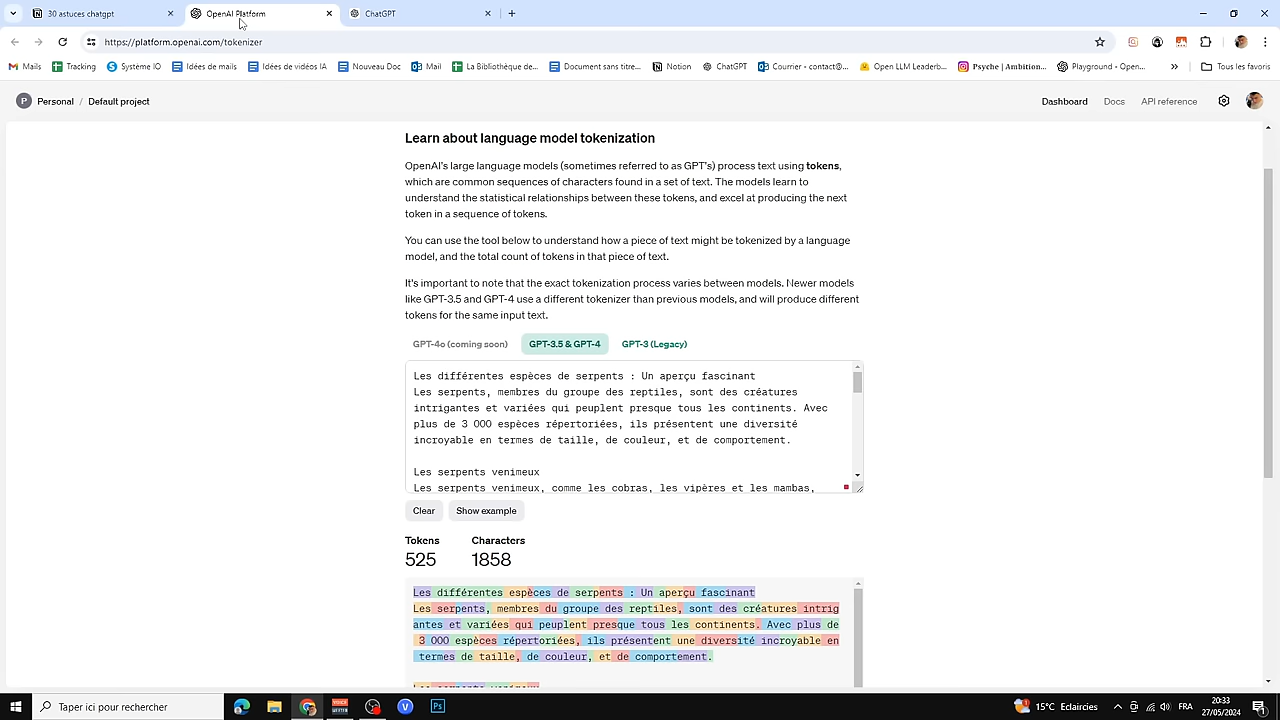 30 astuces chatgpt
OpenAI Platform
ChatGPT
https://platform.openai.com/tokenizer
Mails
Tracking
Système IO
Idées de mails
Idées de vidéos IA
Nouveau Doc
Mail
La Bibliothèque de...
Document sans titre...
Notion
ChatGPT
Courrier - contact@...
Open LLM Leaderb...
Psyche | Ambition...
Playground - Open...
Tous les favoris
P
Personal / Default project
Dashboard
Docs
API reference
Learn about language model tokenization
OpenAI's large language models (sometimes referred to as GPT's) process text using tokens,
which are common sequences of characters found in a set of text. The models learn to
understand the statistical relationships between these tokens, and excel at producing the next
token in a sequence of tokens.
You can use the tool below to understand how a piece of text might be tokenized by a language
model, and the total count of tokens in that piece of text.
It's important to note that the exact tokenization process varies between models. Newer models
like GPT-3.5 and GPT-4 use a different tokenizer than previous models, and will produce different
tokens for the same input text.
GPT-4o (coming soon)
GPT-3.5 & GPT-4
GPT-3 (Legacy)
Les différentes espèces de serpents : Un aperçu fascinant
Les serpents, membres du groupe des reptiles, sont des créatures
intrigantes et variées qui peuplent presque tous les continents. Avec
plus de 3 000 espèces répertoriées, ils présentent une diversité
incroyable en termes de taille, de couleur, et de comportement.
Les serpents venimeux
Les serpents venimeux, comme les cobras, les vipères et les mambas,
Clear
Show example
Tokens
Characters
525
1858
Les différentes espèces de serpents : Un aperçu fascinant
Les serpents, membres du groupe des reptiles, sont des créatures intrig
antes et variées qui peuplent presque tous les continents. Avec plus de
3 000 espèces répertoriées, ils présentent une diversité incroyable en
termes de taille, de couleur, et de comportement.
Taper ici pour rechercher
VOICE
V
Ps
1
15°C Eclaircies
FRA
20:33
27/05/2024